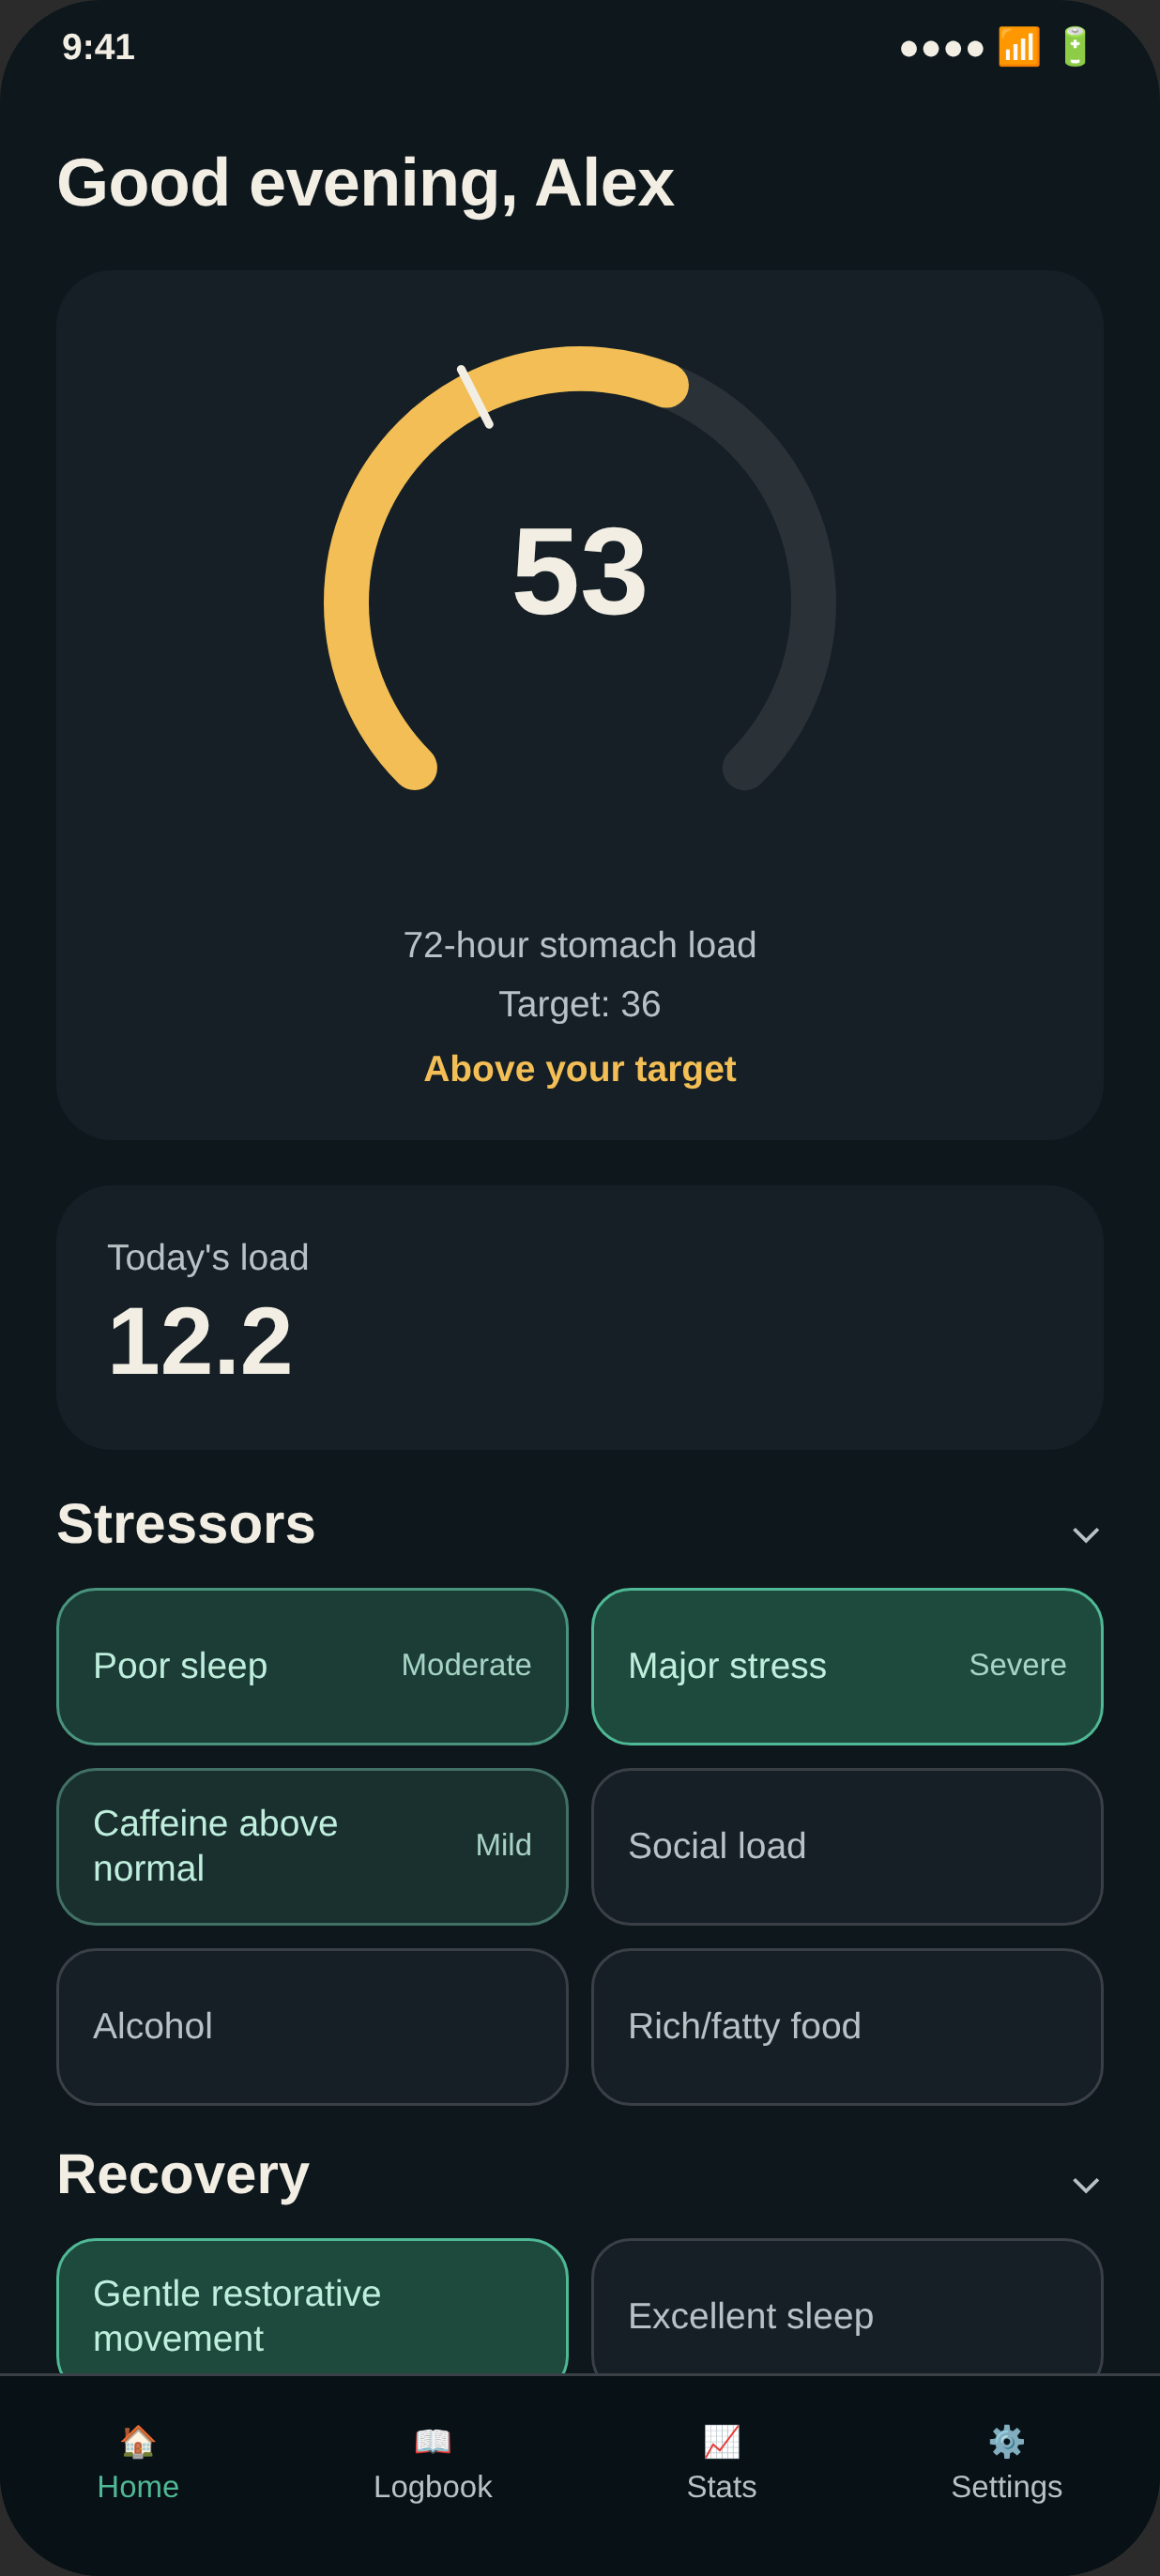 9:41
Good evening, Alex
53
72-hour stomach load
Target: 36
Above your target
Today's load
12.2
Stressors
Poor sleep Moderate
Major stress Severe
Caffeine above
normal
Mild
Social load
Alcohol
Rich/fatty food
Recovery
Gentle restorative
movement
Excellent sleep
Home
Logbook
Stats
Settings